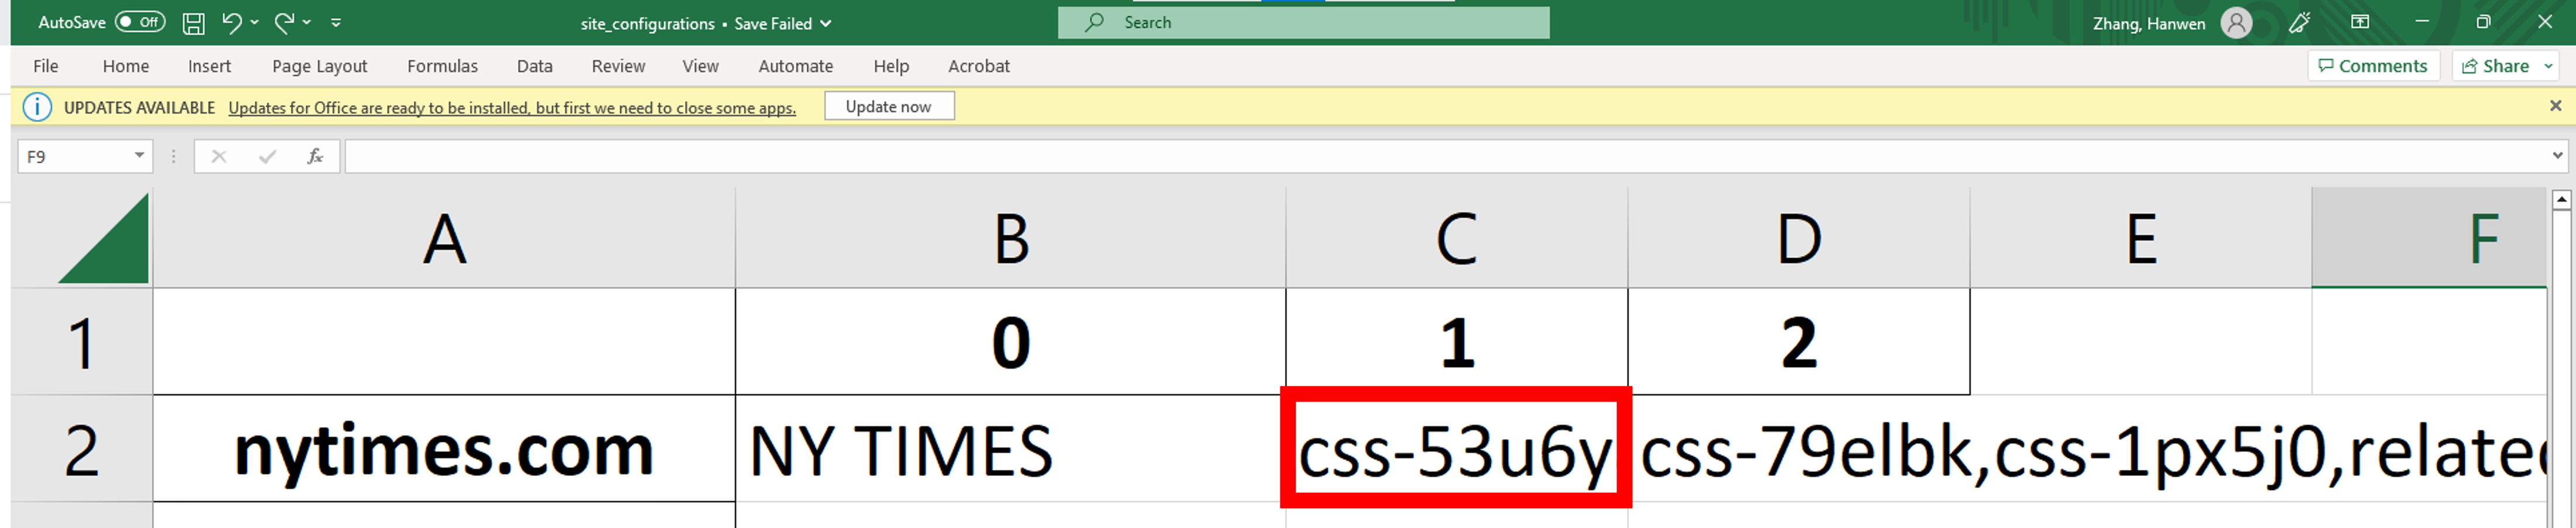 AutoSave Off site_configurations • Save Failed Search Zhang, Hanwen
File Home Insert Page Layout Formulas Data Review View Automate Help Acrobat Comments Share
UPDATES AVAILABLE Updates for Office are ready to be installed, but first we need to close some apps. Update now
F9 fx
A B C D E F
1 0 1 2
2 nytimes.com NY TIMES css-53u6y css-79elbk,css-1px5j0,related